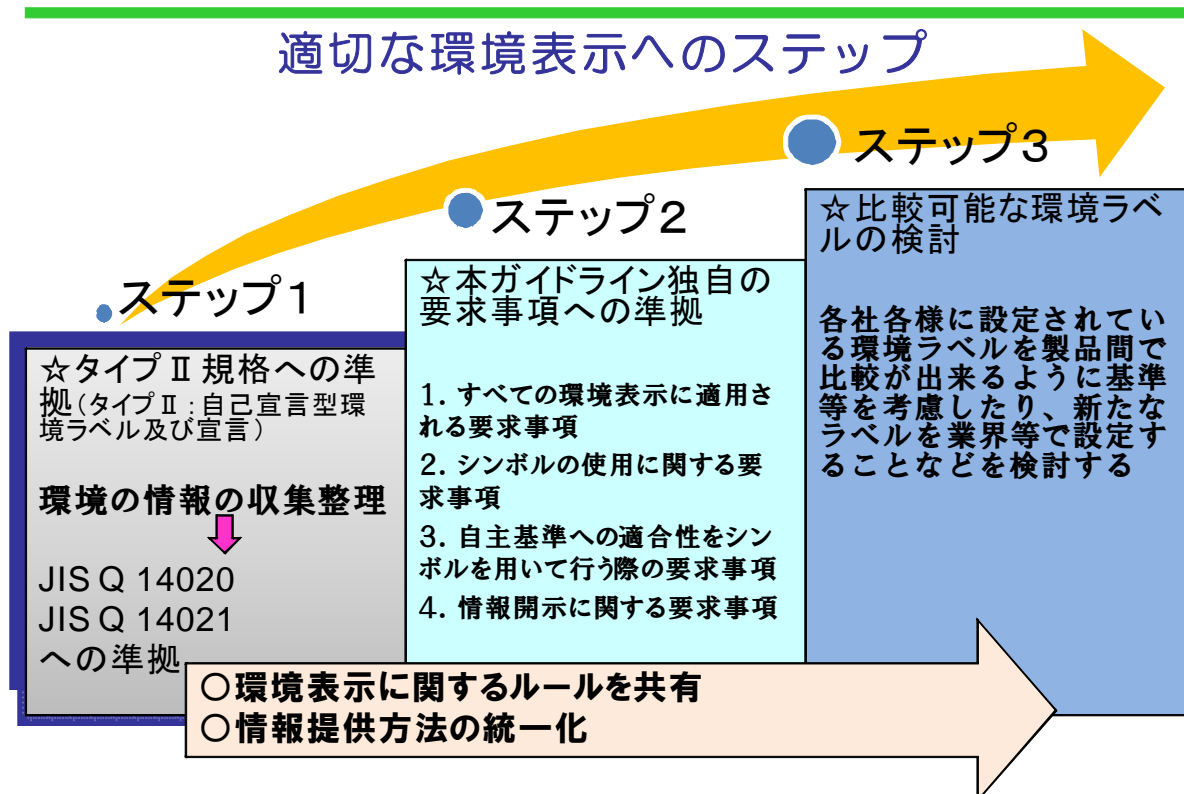 適切な環境表示へのステップ
ステップ1
☆タイプⅡ規格への準
拠(タイプⅡ:自己宣言型環
境ラベル及び宣言)
環境の情報の収集整理
JIS Q 14020
JIS Q 14021
への準拠
ステップ2
☆本ガイドライン独自の
要求事項への準拠
1. すべての環境表示に適用さ
れる要求事項
2. シンボルの使用に関する要
求事項
3. 自主基準への適合性をシン
ボルを用いて行う際の要求事項
4. 情報開示に関する要求事項
ステップ3
☆比較可能な環境ラベ
ルの検討
各社各様に設定されてい
る環境ラベルを製品間で
比較が出来るように基準
等を考慮したり、新たな
ラベルを業界等で設定す
ることなどを検討する
○環境表示に関するルールを共有
○情報提供方法の統一化